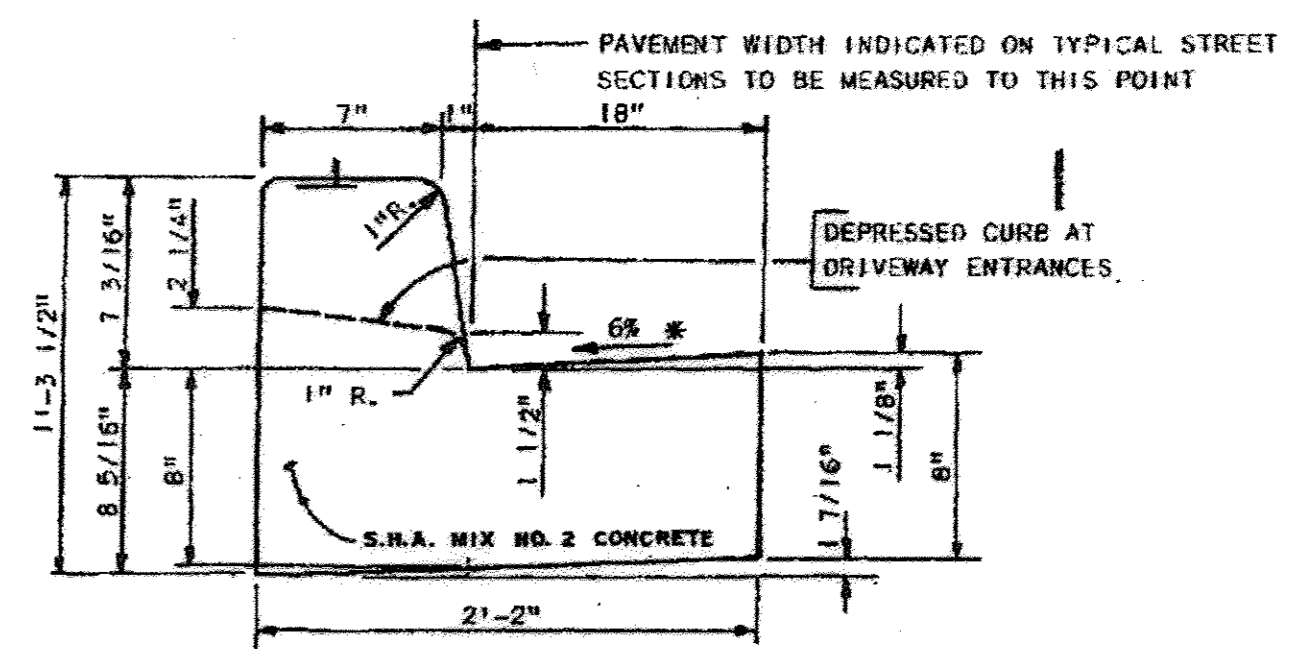 PAVEMENT WIDTH INDICATED ON TYPICAL STREET
SECTIONS TO BE MEASURED TO THIS POINT
7"
1"
18"
1"R.
DEPRESSED CURB AT
DRIVEWAY ENTRANCES
1'-3 1/2"
7 3/16"
2 1/4"
6% *
1" R.
1 1/2"
1 1/8"
8 5/16"
8"
8"
1 7/16"
S.H.A. MIX NO. 2 CONCRETE
2'-2"